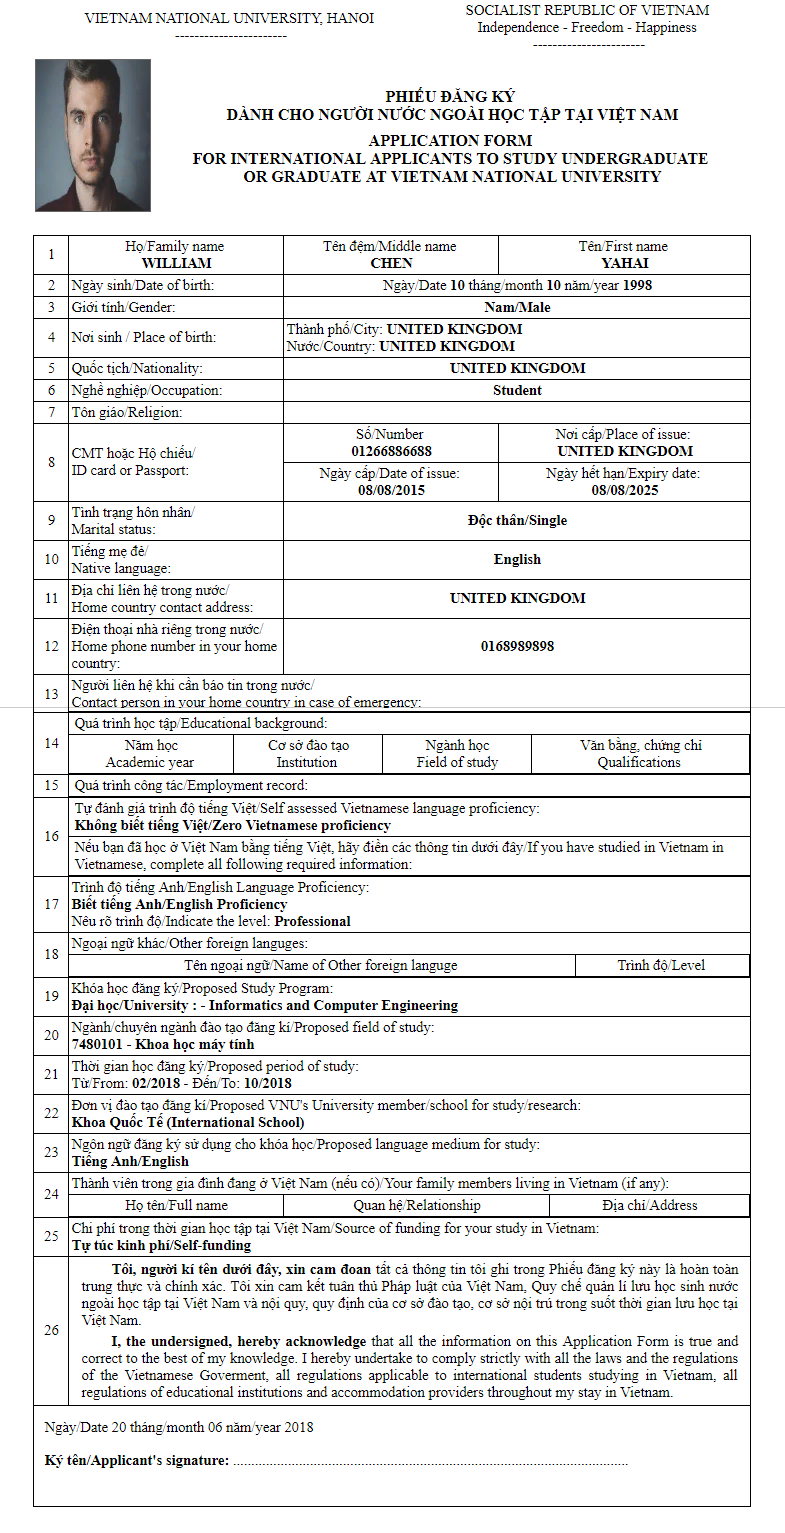 VIETNAM NATIONAL UNIVERSITY, HANOI
-----------------------
SOCIALIST REPUBLIC OF VIETNAM
Independence - Freedom - Happiness
-----------------------
PHIẾU ĐĂNG KÝ
DÀNH CHO NGƯỜI NƯỚC NGOÀI HỌC TẬP TẠI VIỆT NAM
APPLICATION FORM
FOR INTERNATIONAL APPLICANTS TO STUDY UNDERGRADUATE
OR GRADUATE AT VIETNAM NATIONAL UNIVERSITY
1
Họ/Family name
WILLIAM
Tên đệm/Middle name
CHEN
Tên/First name
YAHAI
2 Ngày sinh/Date of birth: Ngày/Date 10 tháng/month 10 năm/year 1998
3 Giới tính/Gender: Nam/Male
4 Nơi sinh / Place of birth:
Thành phố/City: UNITED KINGDOM
Nước/Country: UNITED KINGDOM
5 Quốc tịch/Nationality: UNITED KINGDOM
6 Nghề nghiệp/Occupation: Student
7 Tôn giáo/Religion:
8
CMT hoặc Hộ chiếu/
ID card or Passport:
Số/Number
01266886688
Nơi cấp/Place of issue:
UNITED KINGDOM
Ngày cấp/Date of issue:
08/08/2015
Ngày hết hạn/Expiry date:
08/08/2025
9
Tình trạng hôn nhân/
Marital status:
Độc thân/Single
10
Tiếng mẹ đẻ/
Native language:
English
11
Địa chỉ liên hệ trong nước/
Home country contact address:
UNITED KINGDOM
12
Điện thoại nhà riêng trong nước/
Home phone number in your home
country:
0168989898
13
Người liên hệ khi cần báo tin trong nước/
Contact person in your home country in case of emergency:
14
Quá trình học tập/Educational background:
Năm học
Academic year
Cơ sở đào tạo
Institution
Ngành học
Field of study
Văn bằng, chứng chỉ
Qualifications
15 Quá trình công tác/Employment record:
16
Tự đánh giá trình độ tiếng Việt/Self assessed Vietnamese language proficiency:
Không biết tiếng Việt/Zero Vietnamese proficiency
Nếu bạn đã học ở Việt Nam bằng tiếng Việt, hãy điền các thông tin dưới đây/If you have studied in Vietnam in
Vietnamese, complete all following required information:
17
Trình độ tiếng Anh/English Language Proficiency:
Biết tiếng Anh/English Proficiency
Nêu rõ trình độ/Indicate the level: Professional
18
Ngoại ngữ khác/Other foreign languges:
Tên ngoại ngữ/Name of Other foreign languge
Trình độ/Level
19
Khóa học đăng ký/Proposed Study Program:
Đại học/University : - Informatics and Computer Engineering
20
Ngành/chuyên ngành đào tạo đăng kí/Proposed field of study:
7480101 - Khoa học máy tính
21
Thời gian học đăng ký/Proposed period of study:
Từ/From: 02/2018 - Đến/To: 10/2018
22
Đơn vị đào tạo đăng kí/Proposed VNU's University member/school for study/research:
Khoa Quốc Tế (International School)
23
Ngôn ngữ đăng ký sử dụng cho khóa học/Proposed language medium for study:
Tiếng Anh/English
24
Thành viên trong gia đình đang ở Việt Nam (nếu có)/Your family members living in Vietnam (if any):
Họ tên/Full name
Quan hệ/Relationship
Địa chỉ/Address
25
Chi phí trong thời gian học tập tại Việt Nam/Source of funding for your study in Vietnam:
Tự túc kinh phí/Self-funding
26
Tôi, người kí tên dưới đây, xin cam đoan tất cả thông tin tôi ghi trong Phiếu đăng ký này là hoàn toàn
trung thực và chính xác. Tôi xin cam kết tuân thủ Pháp luật của Việt Nam, Quy chế quản lí lưu học sinh nước
ngoài học tập tại Việt Nam và nội quy, quy định của cơ sở đào tạo, cơ sở nội trú trong suốt thời gian lưu học tại
Việt Nam.
I, the undersigned, hereby acknowledge that all the information on this Application Form is true and
correct to the best of my knowledge. I hereby undertake to comply strictly with all the laws and the regulations
of the Vietnamese Goverment, all regulations applicable to international students studying in Vietnam, all
regulations of educational institutions and accommodation providers throughout my stay in Vietnam.
Ngày/Date 20 tháng/month 06 năm/year 2018
Ký tên/Applicant's signature: ..............................................................................................................